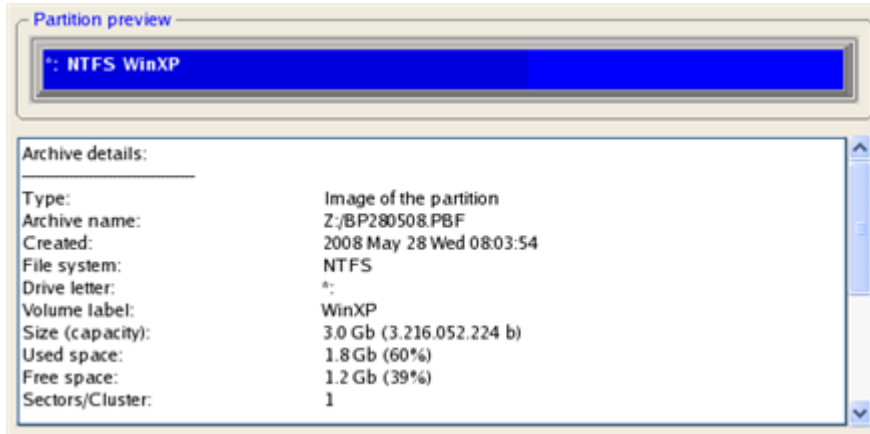 Partition preview
*: NTFS WinXP
Archive details:
Type: Image of the partition
Archive name: Z:/BP280508.PBF
Created: 2008 May 28 Wed 08:03:54
File system: NTFS
Drive letter: *:
Volume label: WinXP
Size (capacity): 3.0 Gb (3.216.052.224 b)
Used space: 1.8 Gb (60%)
Free space: 1.2 Gb (39%)
Sectors/Cluster: 1